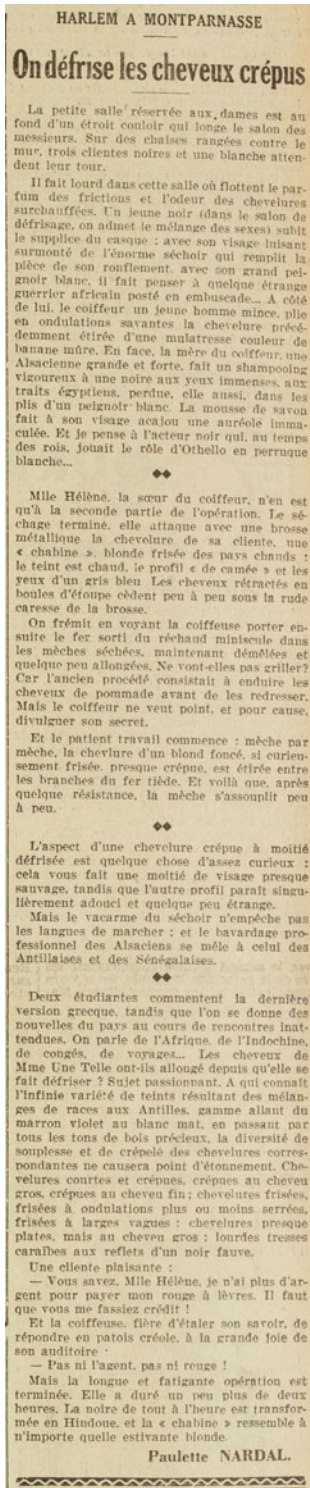 HARLEM A MONTPARNASSE
On défrise les cheveux crépus
La petite salle réservée aux dames est au
fond d'un étroit couloir qui longe le salon des
messieurs. Sur des chaises rangées contre le
mur, trois clientes noires et une blanche atten-
dent leur tour.
Il fait lourd dans cette salle où flottent le par-
fum des frictions et l'odeur des chevelures
surchauffées. Un jeune noir (dans le salon de
défrisage, on admet le mélange des sexes) subit
le supplice du casque : avec son visage luisant
surmonté de l'énorme séchoir qui remplit la
pièce de son ronflement, avec son grand pei-
gnoir blanc, il fait penser à quelque étrange
guerrier africain posté en embuscade... A côté
de lui, le coiffeur un jeune homme mince, plie
en ondulations savantes la chevelure précé-
demment étirée d'une mulatresse couleur de
banane mûre. En face, la mère du coiffeur, une
Alsacienne grande et forte, fait un shampooing
vigoureux à une noire aux yeux immenses, aux
traits égyptiens, perdue, elle aussi, dans les
plis d'un peignoir blanc. La mousse de savon
fait à son visage acajou une auréole imma-
culée. Et je pense à l'acteur noir qui, au temps
des rois, jouait le rôle d'Othello en perruque
blanche...
◆◆
Mlle Hélène, la sœur du coiffeur, n'en est
qu'à la seconde partie de l'opération. Le sé-
chage terminé, elle attaque avec une brosse
métallique la chevelure de sa cliente, une
« chabine », blonde frisée des pays chauds :
le teint est chaud, le profil « de camée » et les
yeux d'un gris bleu Les cheveux rétractés en
boules d'étoupe cèdent peu à peu sous la rude
caresse de la brosse.
On frémit en voyant la coiffeuse porter en-
suite le fer sorti du réchaud miniscule dans
les mèches séchées, maintenant démêlées et
quelque peu allongées. Ne vont-elles pas griller?
Car l'ancien procédé consistait à enduire les
cheveux de pommade avant de les redresser.
Mais le coiffeur ne veut point, et pour cause,
divulguer son secret.
Et le patient travail commence : mèche par
mèche, la chevlure d'un blond foncé, si curieu-
sement frisée, presque crépue, est étirée entre
les branches du fer tiède. Et voilà que, après
quelque résistance, la mèche s'assouplit peu
à peu.
◆◆
L'aspect d'une chevelure crépue à moitié
défrisée est quelque chose d'assez curieux :
cela vous fait une moitié de visage presque
sauvage, tandis que l'autre profil paraît singu-
lièrement adouci et quelque peu étrange.
Mais le vacarme du séchoir n'empêche pas
les langues de marcher ; et le bavardage pro-
fessionnel des Alsaciens se mêle à celui des
Antillaises et des Sénégalaises.
◆◆
Deux étudiantes commentent la dernière
version grecque, tandis que l'on se donne des
nouvelles du pays au cours de rencontres inat-
tendues. On parle de l'Afrique, de l'Indochine,
de congés, de voyages... Les cheveux de
Mme Une Telle ont-ils allongé depuis qu'elle se
fait défriser ? Sujet passionnant. A qui connaît
l'infinie variété de teints résultant des mélan-
ges de races aux Antilles, gamme allant du
marron violet au blanc mat, en passant par
tous les tons de bois précieux, la diversité de
souplesse et de crépelé des chevelures corres-
pondantes ne causera point d'étonnement. Che-
velures courtes et crépues, crépues au cheveu
gros, crépues au cheveu fin ; chevelures frisées,
frisées à ondulations plus ou moins serrées,
frisées à larges vagues : chevelures presque
plates, mais au cheveu gros : lourdes tresses
caraïbes aux reflets d'un noir fauve.
Une cliente plaisante :
— Vous savez, Mlle Hélène, je n'ai plus d'ar-
gent pour payer mon rouge à lèvres. Il faut
que vous me fassiez crédit !
Et la coiffeuse, fière d'étaler son savoir, de
répondre en patois créole, à la grande joie de
son auditoire ·
— Pas ni l'agent, pas ni rouge !
Mais la longue et fatigante opération est
terminée. Elle a duré un peu plus de deux
heures. La noire de tout à l'heure est transfor-
mée en Hindoue, et la « chabine » ressemble à
n'importe quelle estivante blonde.
Paulette NARDAL.